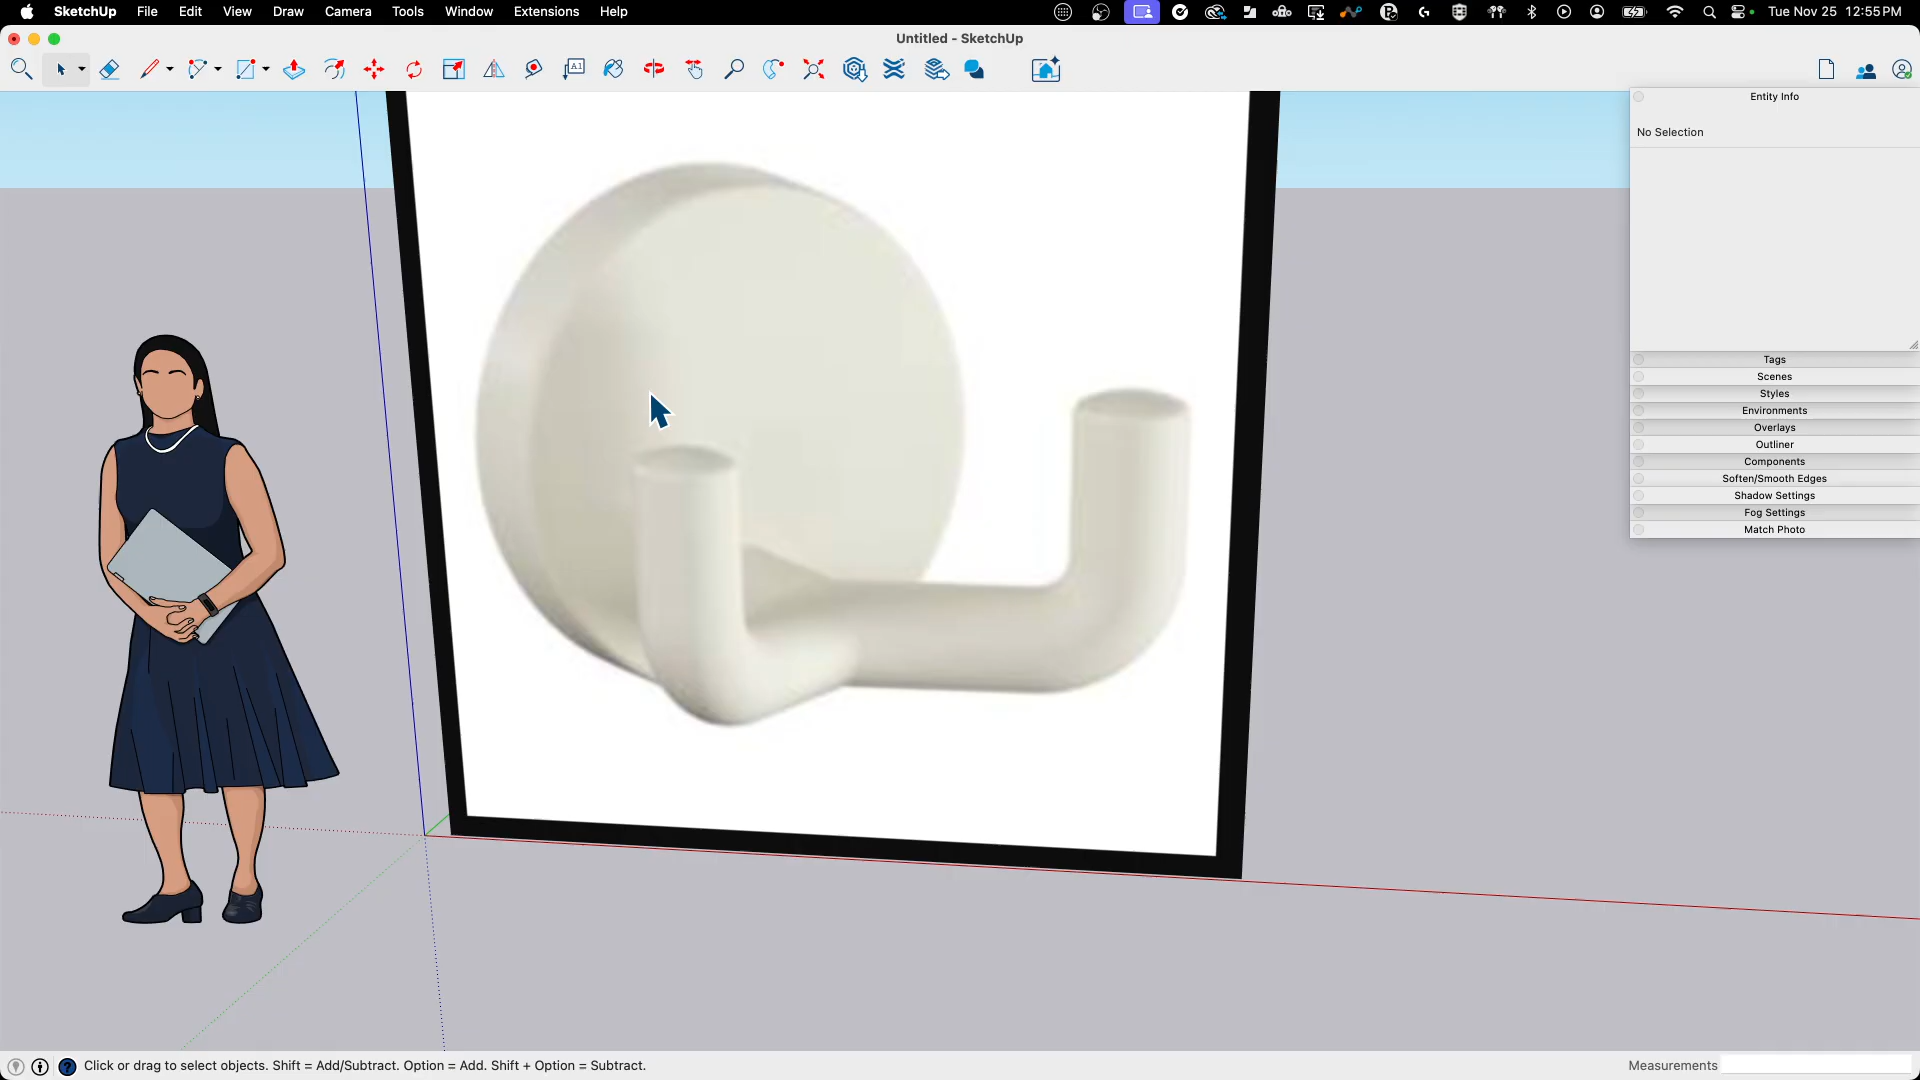 SketchUp File Edit View Draw Camera Tools Window Extensions Help Tue Nov 25 12:55 PM
Untitled - SketchUp
A1
Entity Info
No Selection
Tags
Scenes
Styles
Environments
Overlays
Outliner
Components
Soften/Smooth Edges
Shadow Settings
Fog Settings
Match Photo
Click or drag to select objects. Shift = Add/Subtract. Option = Add. Shift + Option = Subtract. Measurements